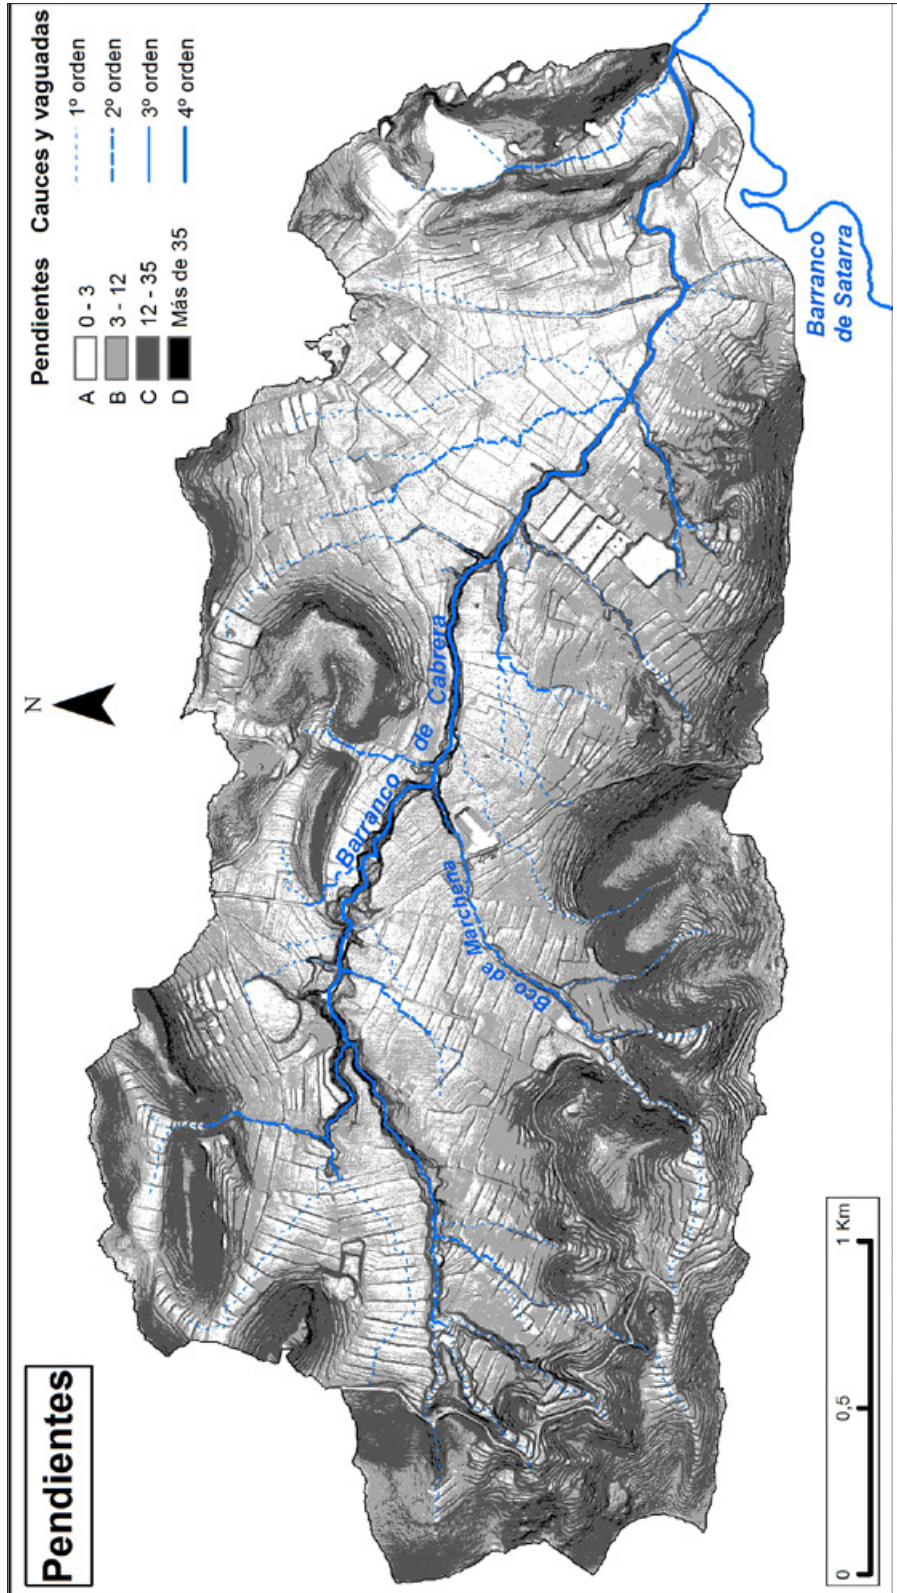 Pendientes
N
Pendientes
A 0 - 3
B 3 - 12
C 12 - 35
D Más de 35
Cauces y vaguadas
1º orden
2º orden
3º orden
4º orden
Barranco de Cabrera
Bco. de Marchena
Barranco
de Satarra
0 0,5 1 Km